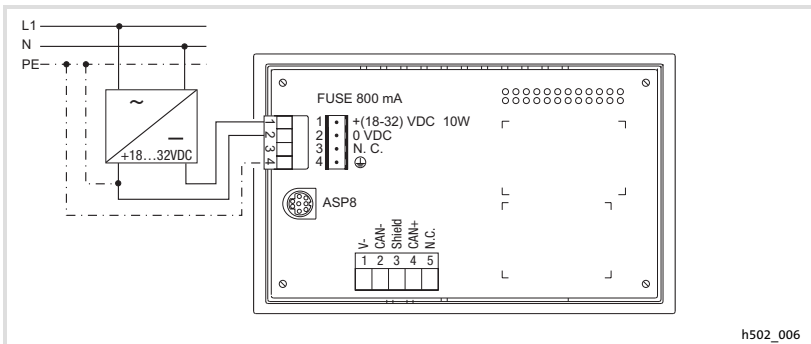 L1
N
PE
~
+18...32VDC
1
2
3
4
FUSE 800 mA
1 +(18-32) VDC 10W
2 0 VDC
3 N. C.
4
ASP8
V- CAN- Shield CAN+ N.C.
1 2 3 4 5
h502_006